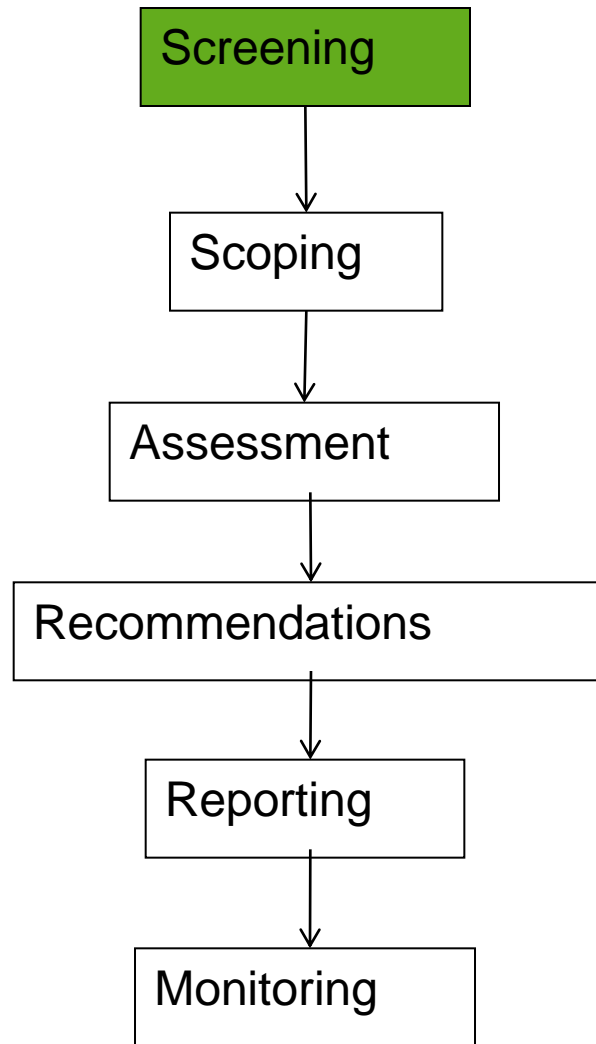 Screening
Scoping
Assessment
Recommendations
Reporting
Monitoring